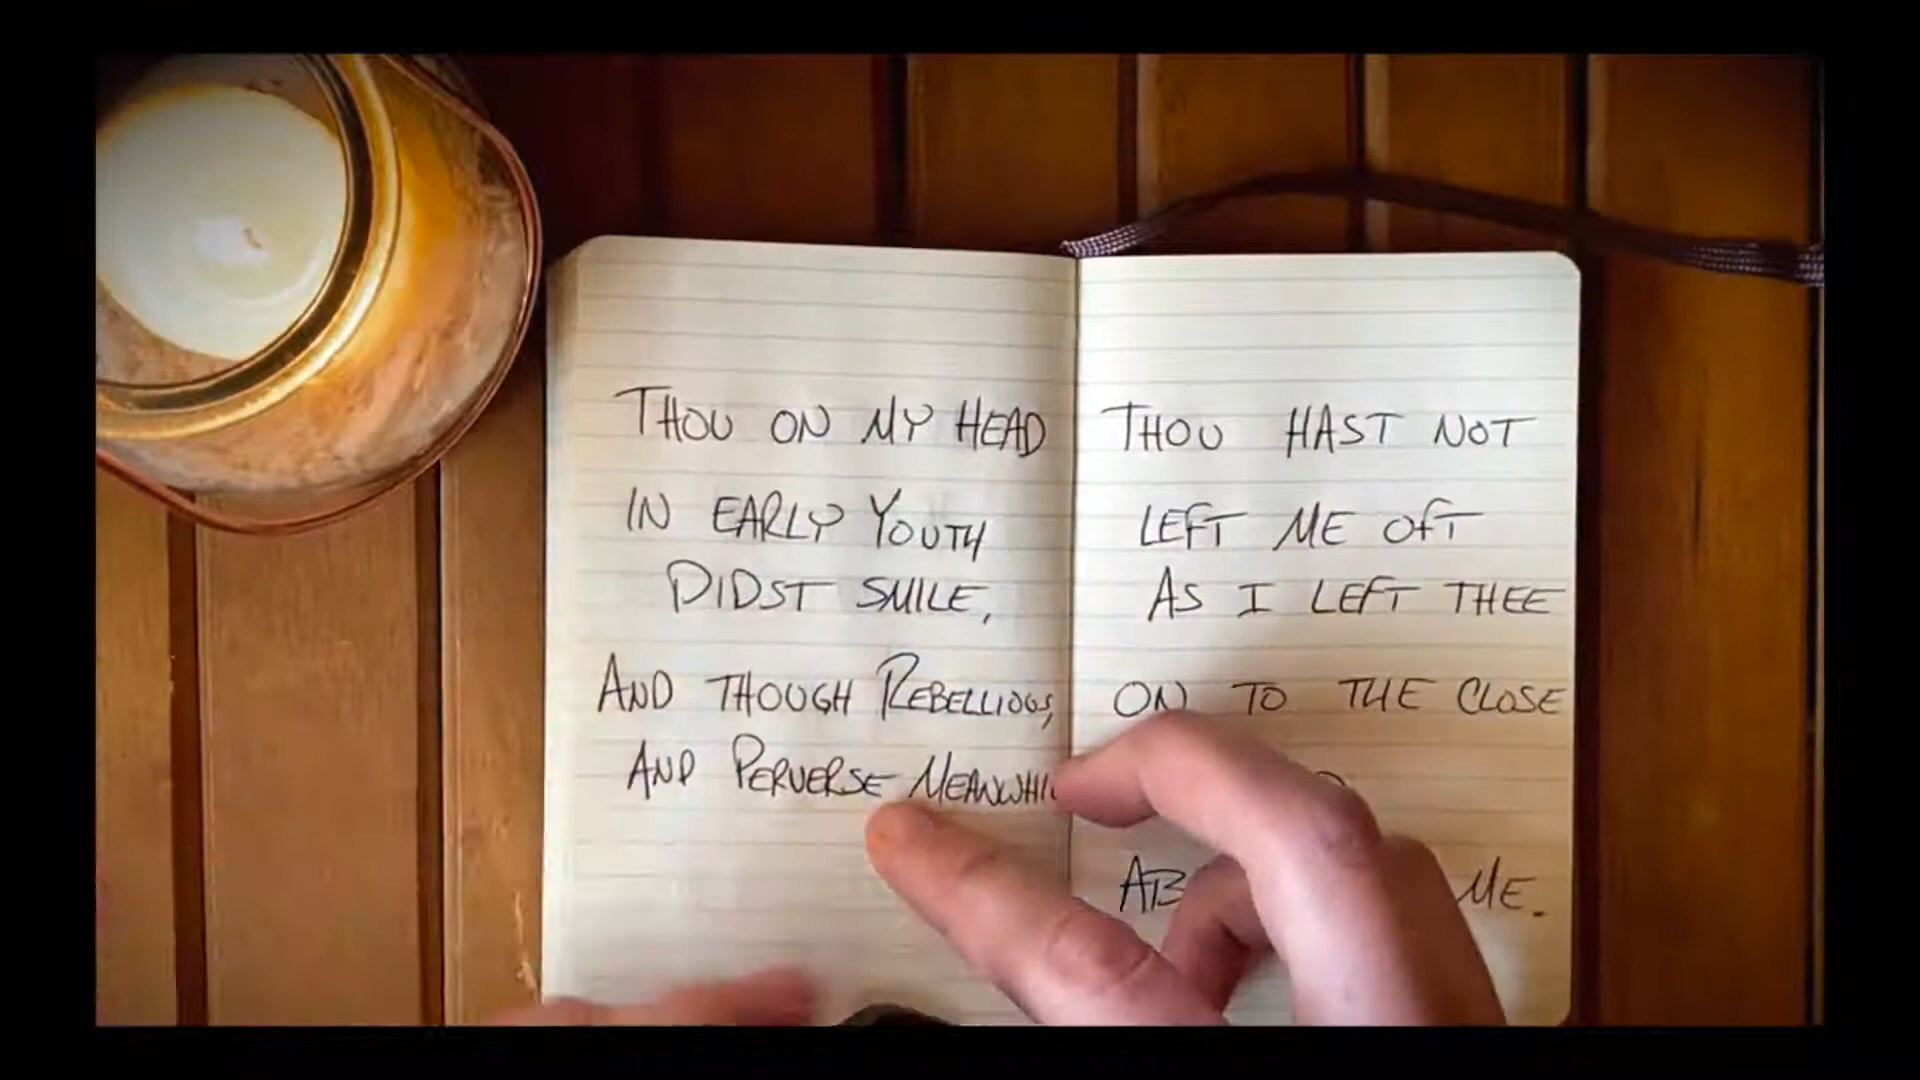 THOU ON MY HEAD
IN EARLY YOUTH
DIDST SMILE,
AND THOUGH REBELLIOUS,
AND PERVERSE
THOU HAST NOT
LEFT ME OFT
AS I LEFT THEE
ON TO THE CLOSE
ME.